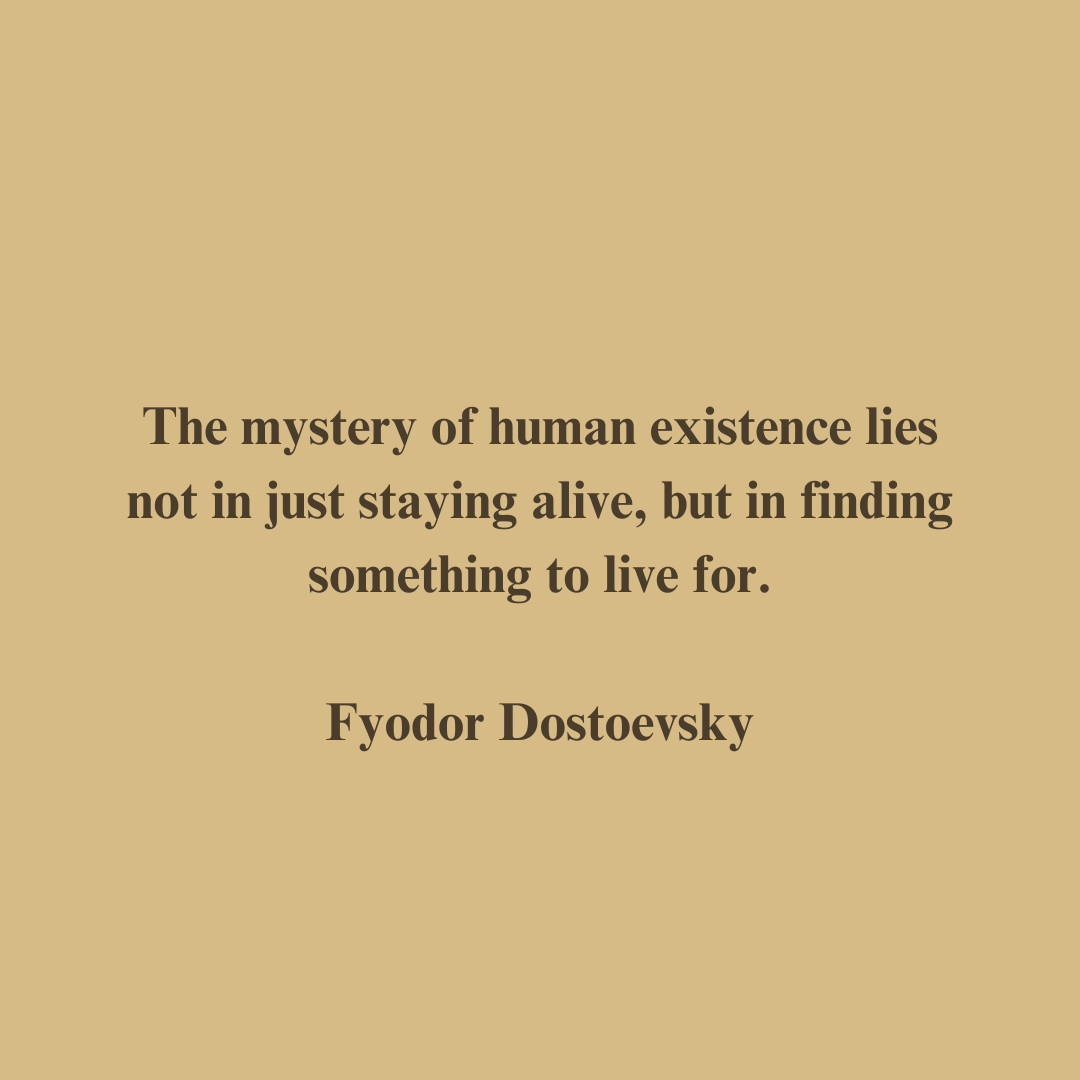 The mystery of human existence lies
not in just staying alive, but in finding
something to live for.
Fyodor Dostoevsky